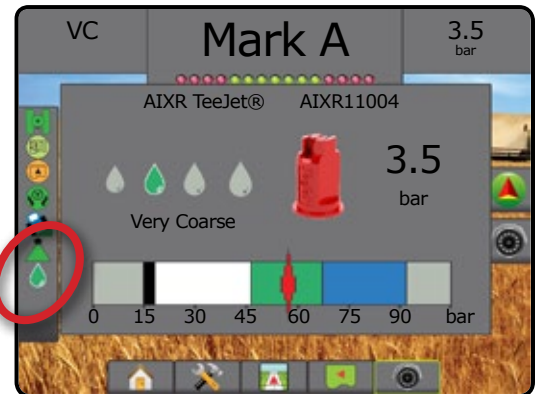 VC
Mark A
3.5
bar
AIXR TeeJet® AIXR11004
3.5
bar
Very Coarse
0 15 30 45 60 75 90 bar